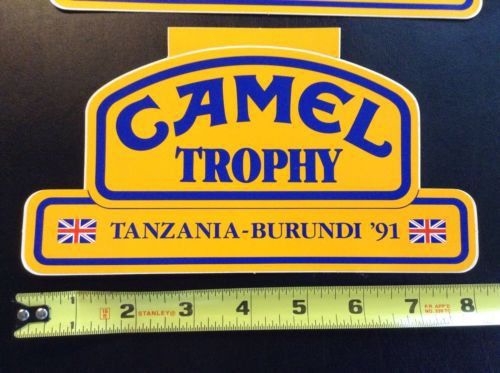 CAMEL
TROPHY
TANZANIA-BURUNDI '91
1 2 3 4 5 6 7 8
STANLEY®